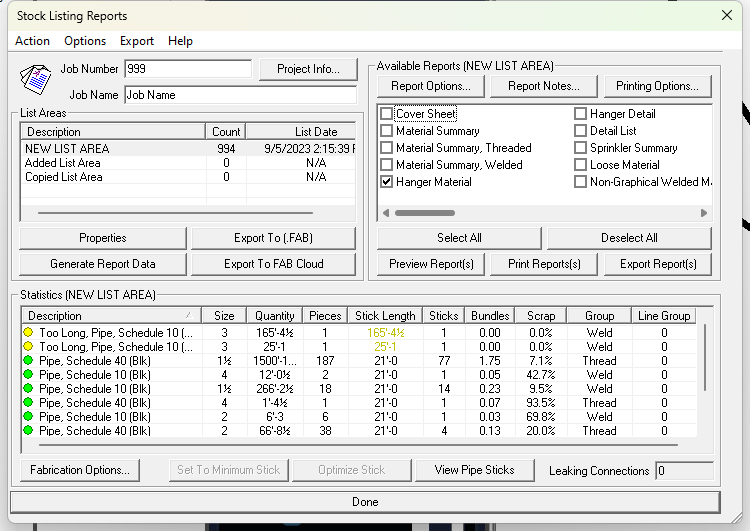 Stock Listing Reports
Action Options Export Help
Job Number 999 Project Info...
Job Name Job Name
List Areas
Description Count List Date
NEW LIST AREA 994 9/5/2023 2:15:39 P
Added List Area 0 N/A
Copied List Area 0 N/A
Properties Export To (.FAB)
Generate Report Data Export To FAB Cloud
Available Reports (NEW LIST AREA)
Report Options... Report Notes... Printing Options...
Cover Sheet Hanger Detail
Material Summary Detail List
Material Summary, Threaded Sprinkler Summary
Material Summary, Welded Loose Material
Hanger Material Non-Graphical Welded M
Select All Deselect All
Preview Report(s) Print Reports(s) Export Report(s)
Statistics (NEW LIST AREA)
Description Size Quantity Pieces Stick Length Sticks Bundles Scrap Group Line Group
Too Long, Pipe, Schedule 10 (... 3 165'-4½ 1 165'-4½ 1 0.00 0.0% Weld 0
Too Long, Pipe, Schedule 10 (... 3 25'-1 1 25'-1 1 0.00 0.0% Weld 0
Pipe, Schedule 40 (Blk) 1½ 1500'-1... 187 21'-0 77 1.75 7.1% Thread 0
Pipe, Schedule 10 (Blk) 4 12'-0½ 2 21'-0 1 0.05 42.7% Weld 0
Pipe, Schedule 10 (Blk) 1½ 266'-2½ 18 21'-0 14 0.23 9.5% Weld 0
Pipe, Schedule 40 (Blk) 4 1'-4½ 1 21'-0 1 0.07 93.5% Thread 0
Pipe, Schedule 10 (Blk) 2 6'-3 6 21'-0 1 0.03 69.8% Weld 0
Pipe, Schedule 40 (Blk) 2 66'-8½ 38 21'-0 4 0.13 20.0% Thread 0
Fabrication Options... Set To Minimum Stick Optimize Stick View Pipe Sticks Leaking Connections 0
Done